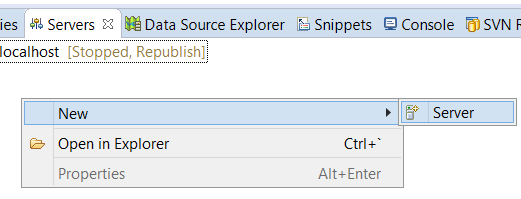 ies Servers Data Source Explorer Snippets Console SVN R
localhost [Stopped, Republish]
New Server
Open in Explorer Ctrl+`
Properties Alt+Enter